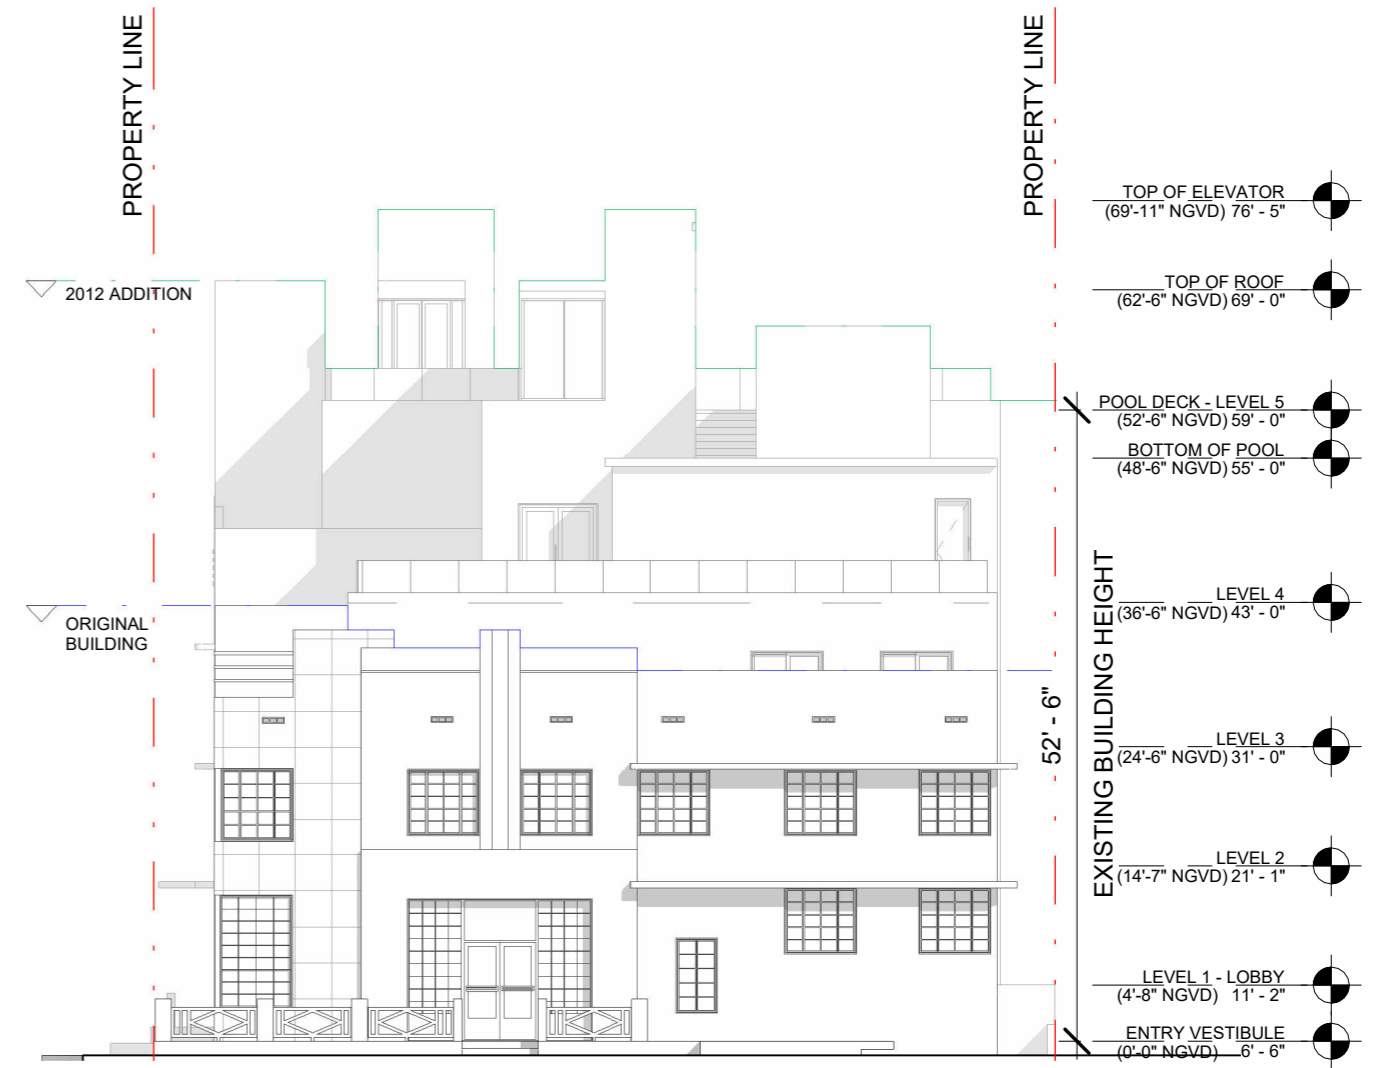 PROPERTY LINE
PROPERTY LINE
TOP OF ELEVATOR
(69'-11" NGVD) 76' - 5"
TOP OF ROOF
(62'-6" NGVD) 69' - 0"
2012 ADDITION
POOL DECK - LEVEL 5
(52'-6" NGVD) 59' - 0"
BOTTOM OF POOL
(48'-6" NGVD) 55' - 0"
LEVEL 4
(36'-6" NGVD) 43' - 0"
ORIGINAL
BUILDING
52' - 6"
EXISTING BUILDING HEIGHT
LEVEL 3
(24'-6" NGVD) 31' - 0"
LEVEL 2
(14'-7" NGVD) 21' - 1"
LEVEL 1 - LOBBY
(4'-8" NGVD) 11' - 2"
ENTRY VESTIBULE
(0'-0" NGVD) 6' - 6"